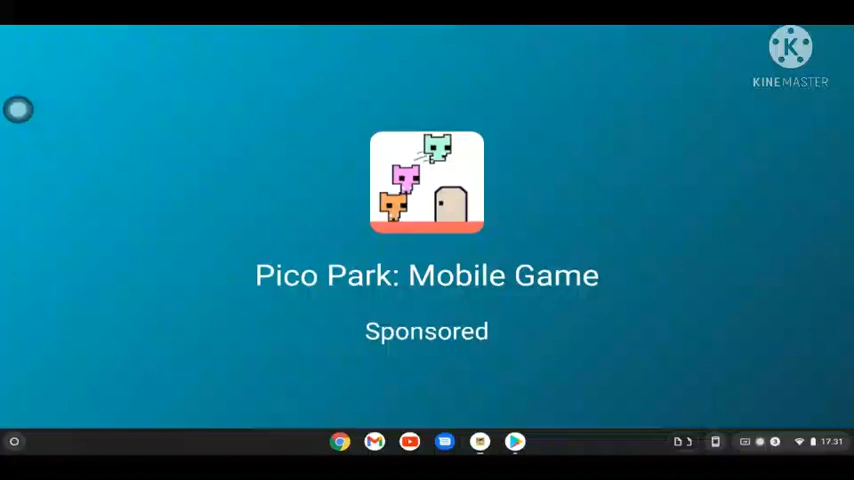 K
KINEMASTER
Pico Park: Mobile Game
Sponsored
17.31